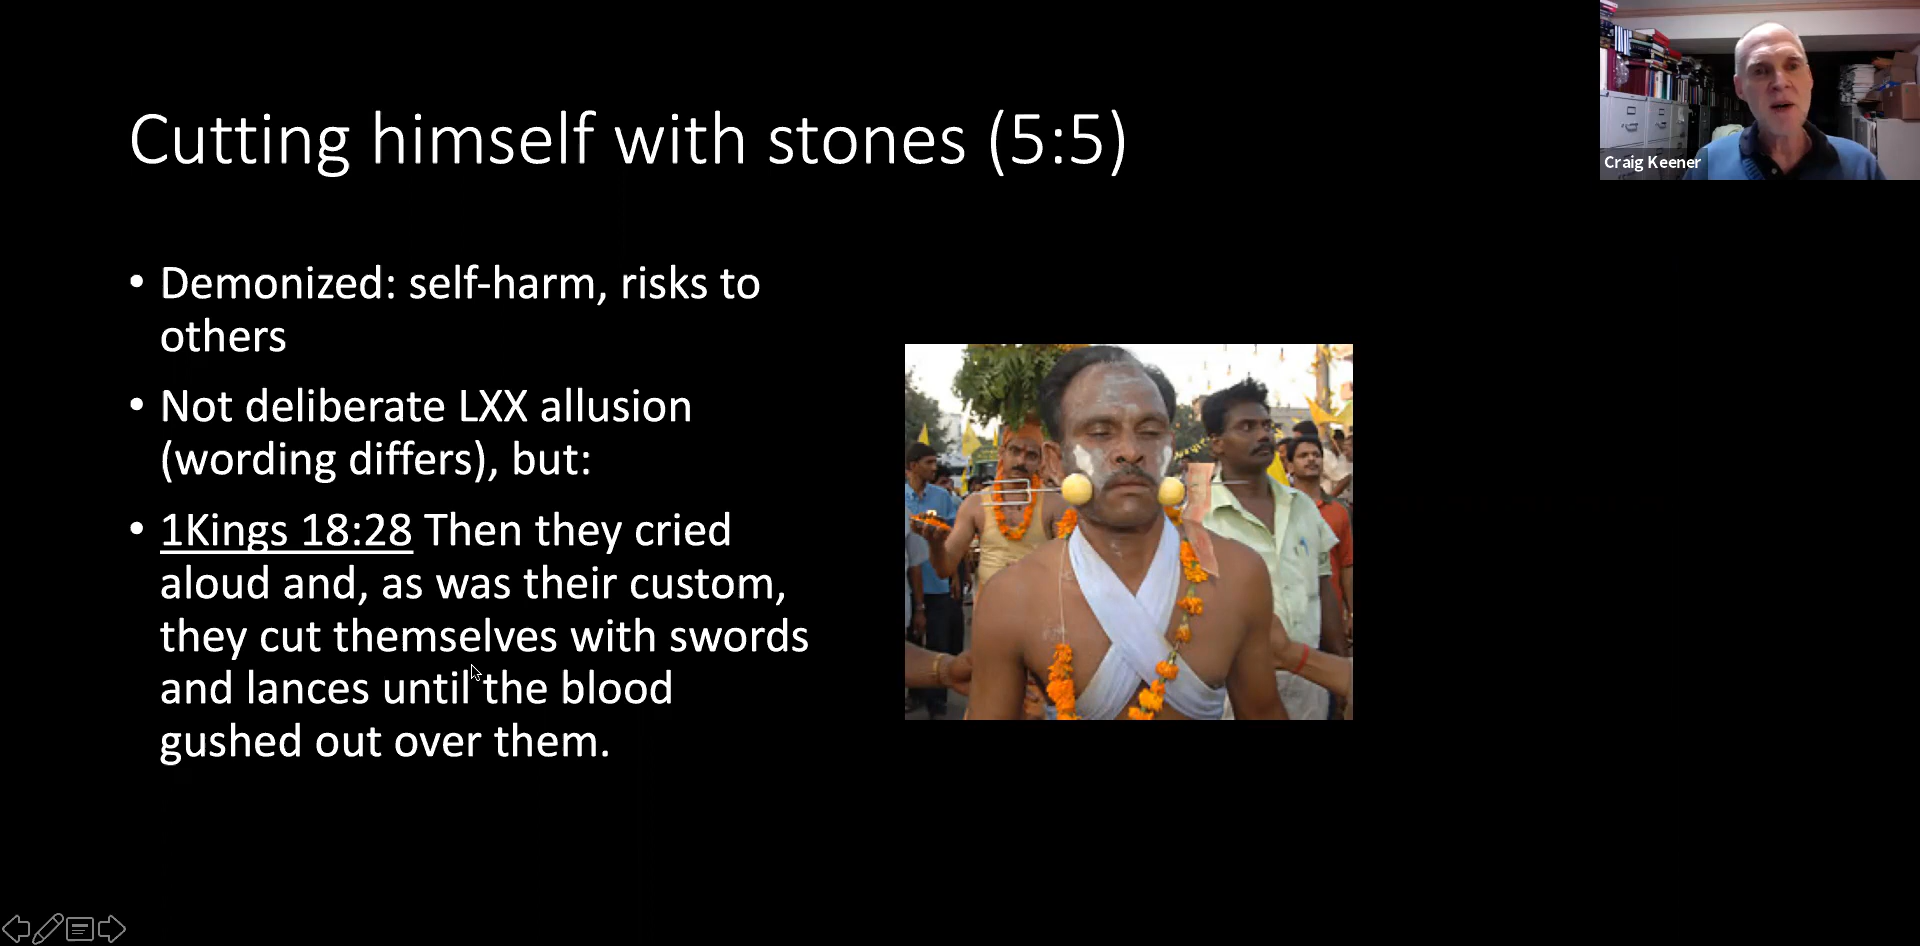 Cutting himself with stones (5:5)
• Demonized: self-harm, risks to
others
• Not deliberate LXX allusion
(wording differs), but:
• 1Kings 18:28 Then they cried
aloud and, as was their custom,
they cut themselves with swords
and lances until the blood
gushed out over them.
Craig Keener